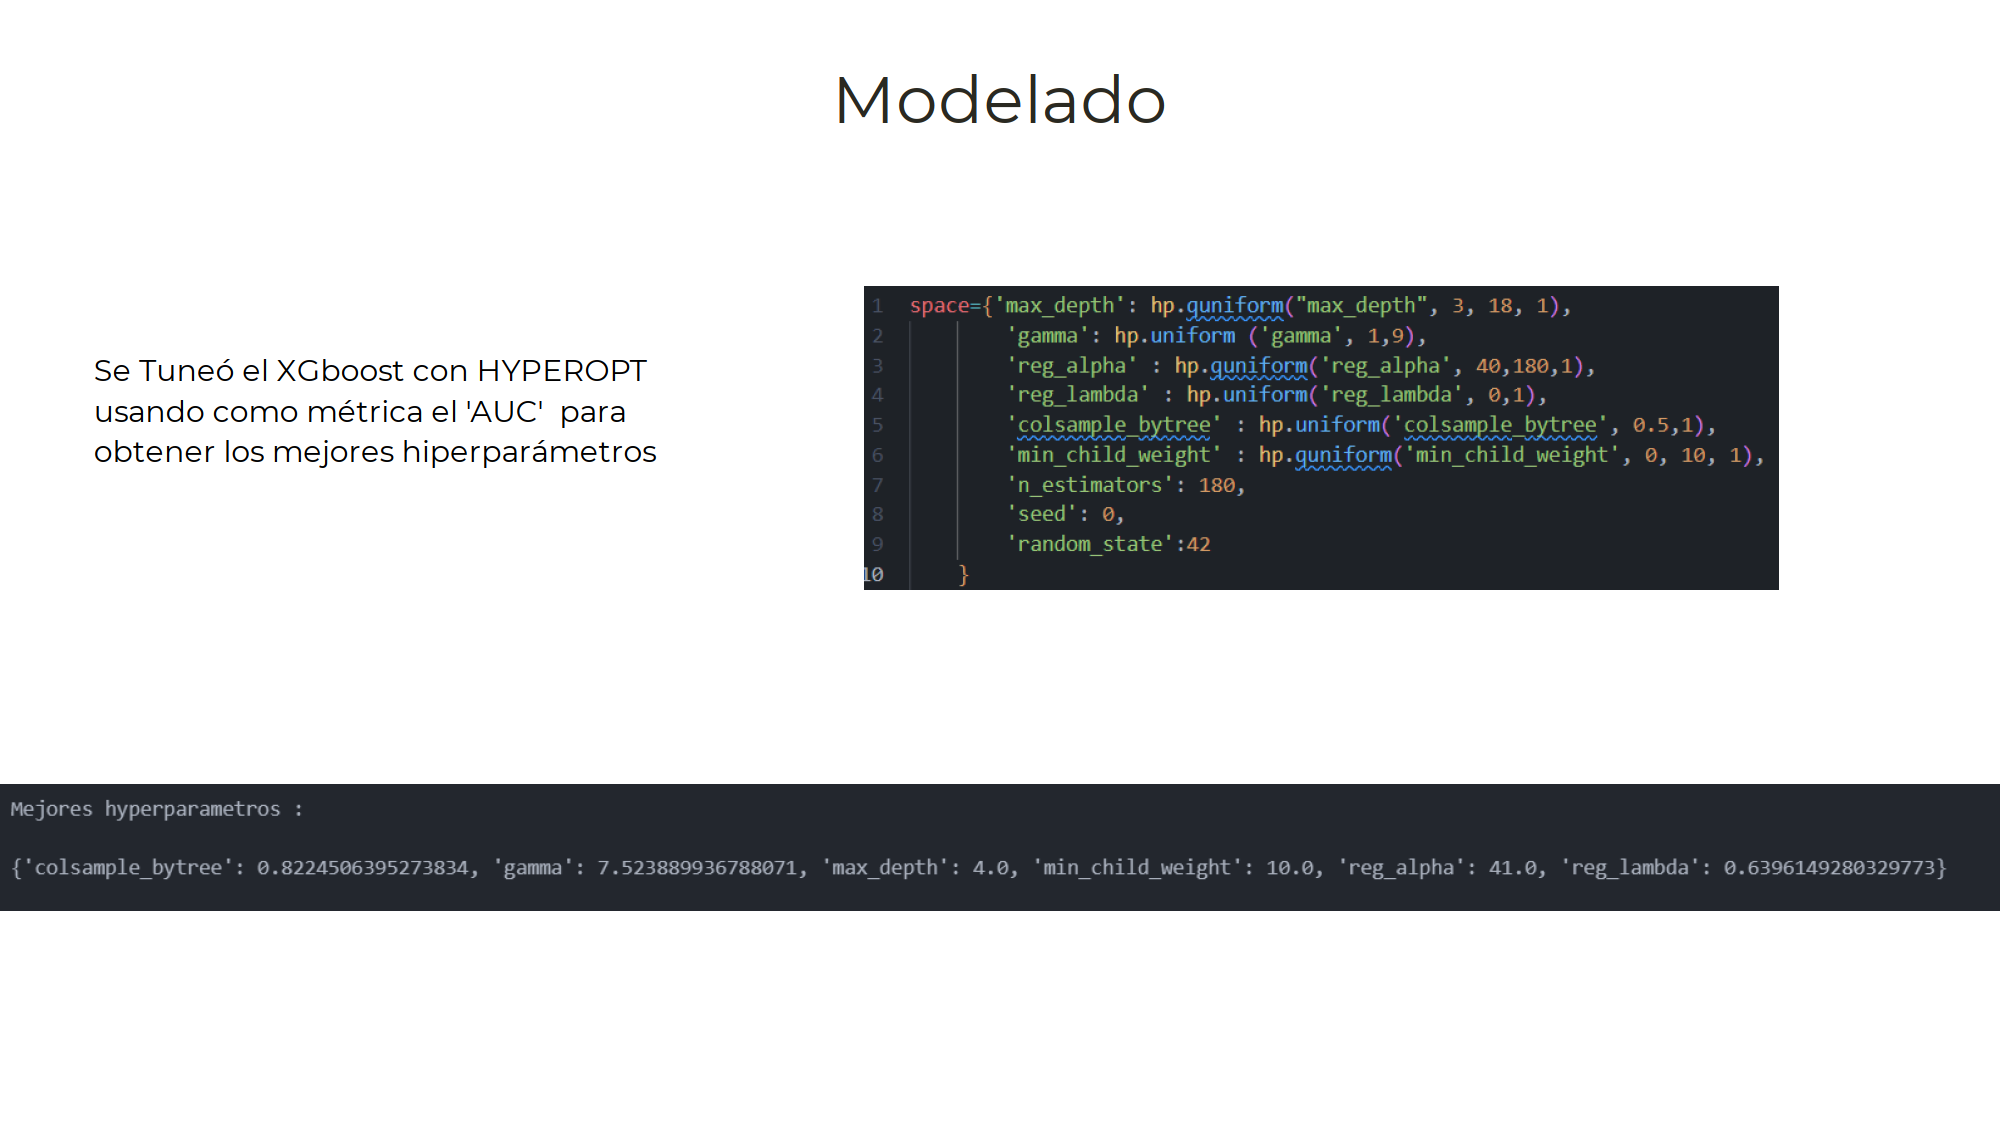 Modelado
Se Tuneó el XGboost con HYPEROPT
usando como métrica el 'AUC'  para
obtener los mejores hiperparámetros
1 space={'max_depth': hp.quniform("max_depth", 3, 18, 1),
2 'gamma': hp.uniform ('gamma', 1,9),
3 'reg_alpha' : hp.quniform('reg_alpha', 40,180,1),
4 'reg_lambda' : hp.uniform('reg_lambda', 0,1),
5 'colsample_bytree' : hp.uniform('colsample_bytree', 0.5,1),
6 'min_child_weight' : hp.quniform('min_child_weight', 0, 10, 1),
7 'n_estimators': 180,
8 'seed': 0,
9 'random_state':42
10 }
Mejores hyperparametros :
{'colsample_bytree': 0.8224506395273834, 'gamma': 7.523889936788071, 'max_depth': 4.0, 'min_child_weight': 10.0, 'reg_alpha': 41.0, 'reg_lambda': 0.6396149280329773}